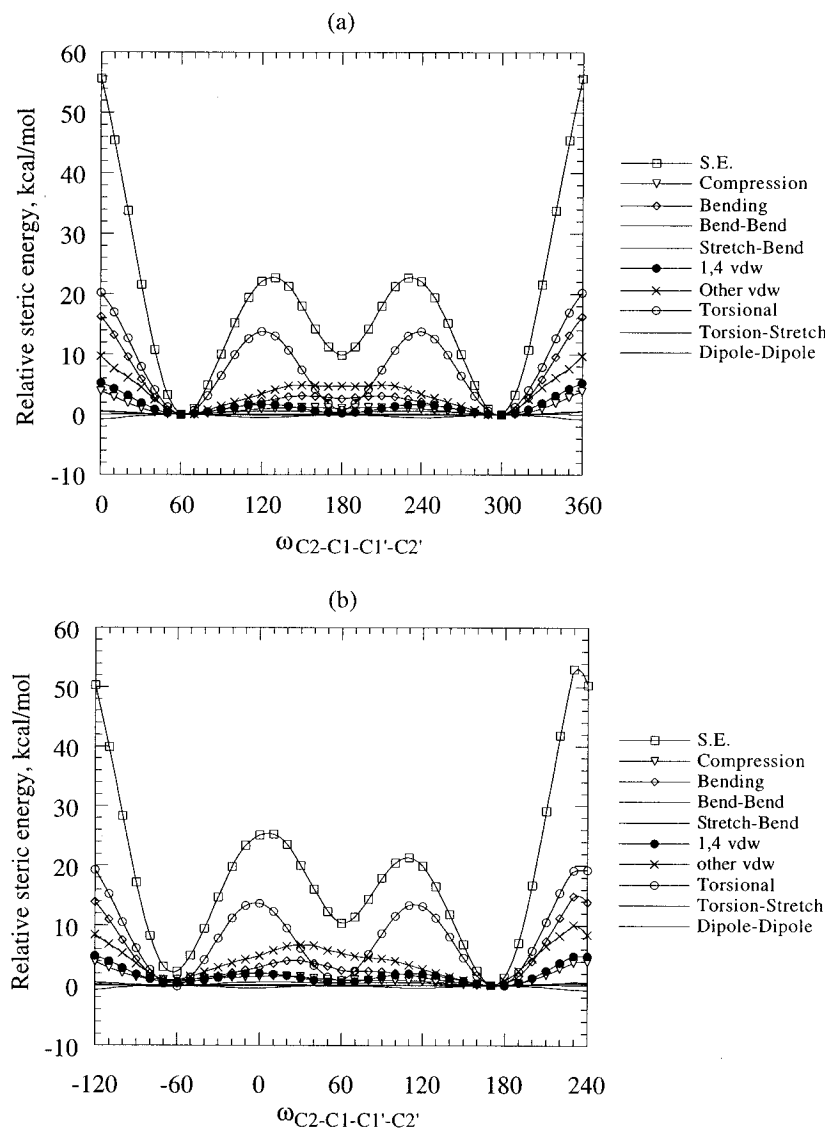 (a)
60
50
40
30
20
10
0
-10
Relative steric energy, kcal/mol
0 60 120 180 240 300 360
ωC2-C1-C1'-C2'
S.E.
Compression
Bending
Bend-Bend
Stretch-Bend
1,4 vdw
Other vdw
Torsional
Torsion-Stretch
Dipole-Dipole
(b)
60
50
40
30
20
10
0
-10
Relative steric energy, kcal/mol
-120 -60 0 60 120 180 240
ωC2-C1-C1'-C2'
S.E.
Compression
Bending
Bend-Bend
Stretch-Bend
1,4 vdw
other vdw
Torsional
Torsion-Stretch
Dipole-Dipole